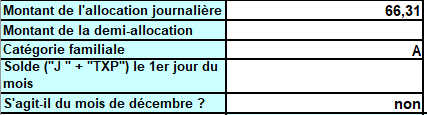 Montant de l'allocation journalière 66,31
Montant de la demi-allocation
Catégorie familiale A
Solde ("J " + "TXP") le 1er jour du
mois
S'agit-il du mois de décembre ? non